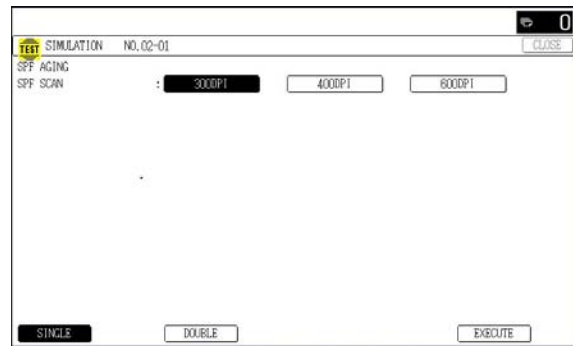 0
TEST SIMULATION NO. 02-01 CLOSE
SPF AGING
SPF SCAN : 300DPI 400DPI 600DPI
SINGLE DOUBLE EXECUTE